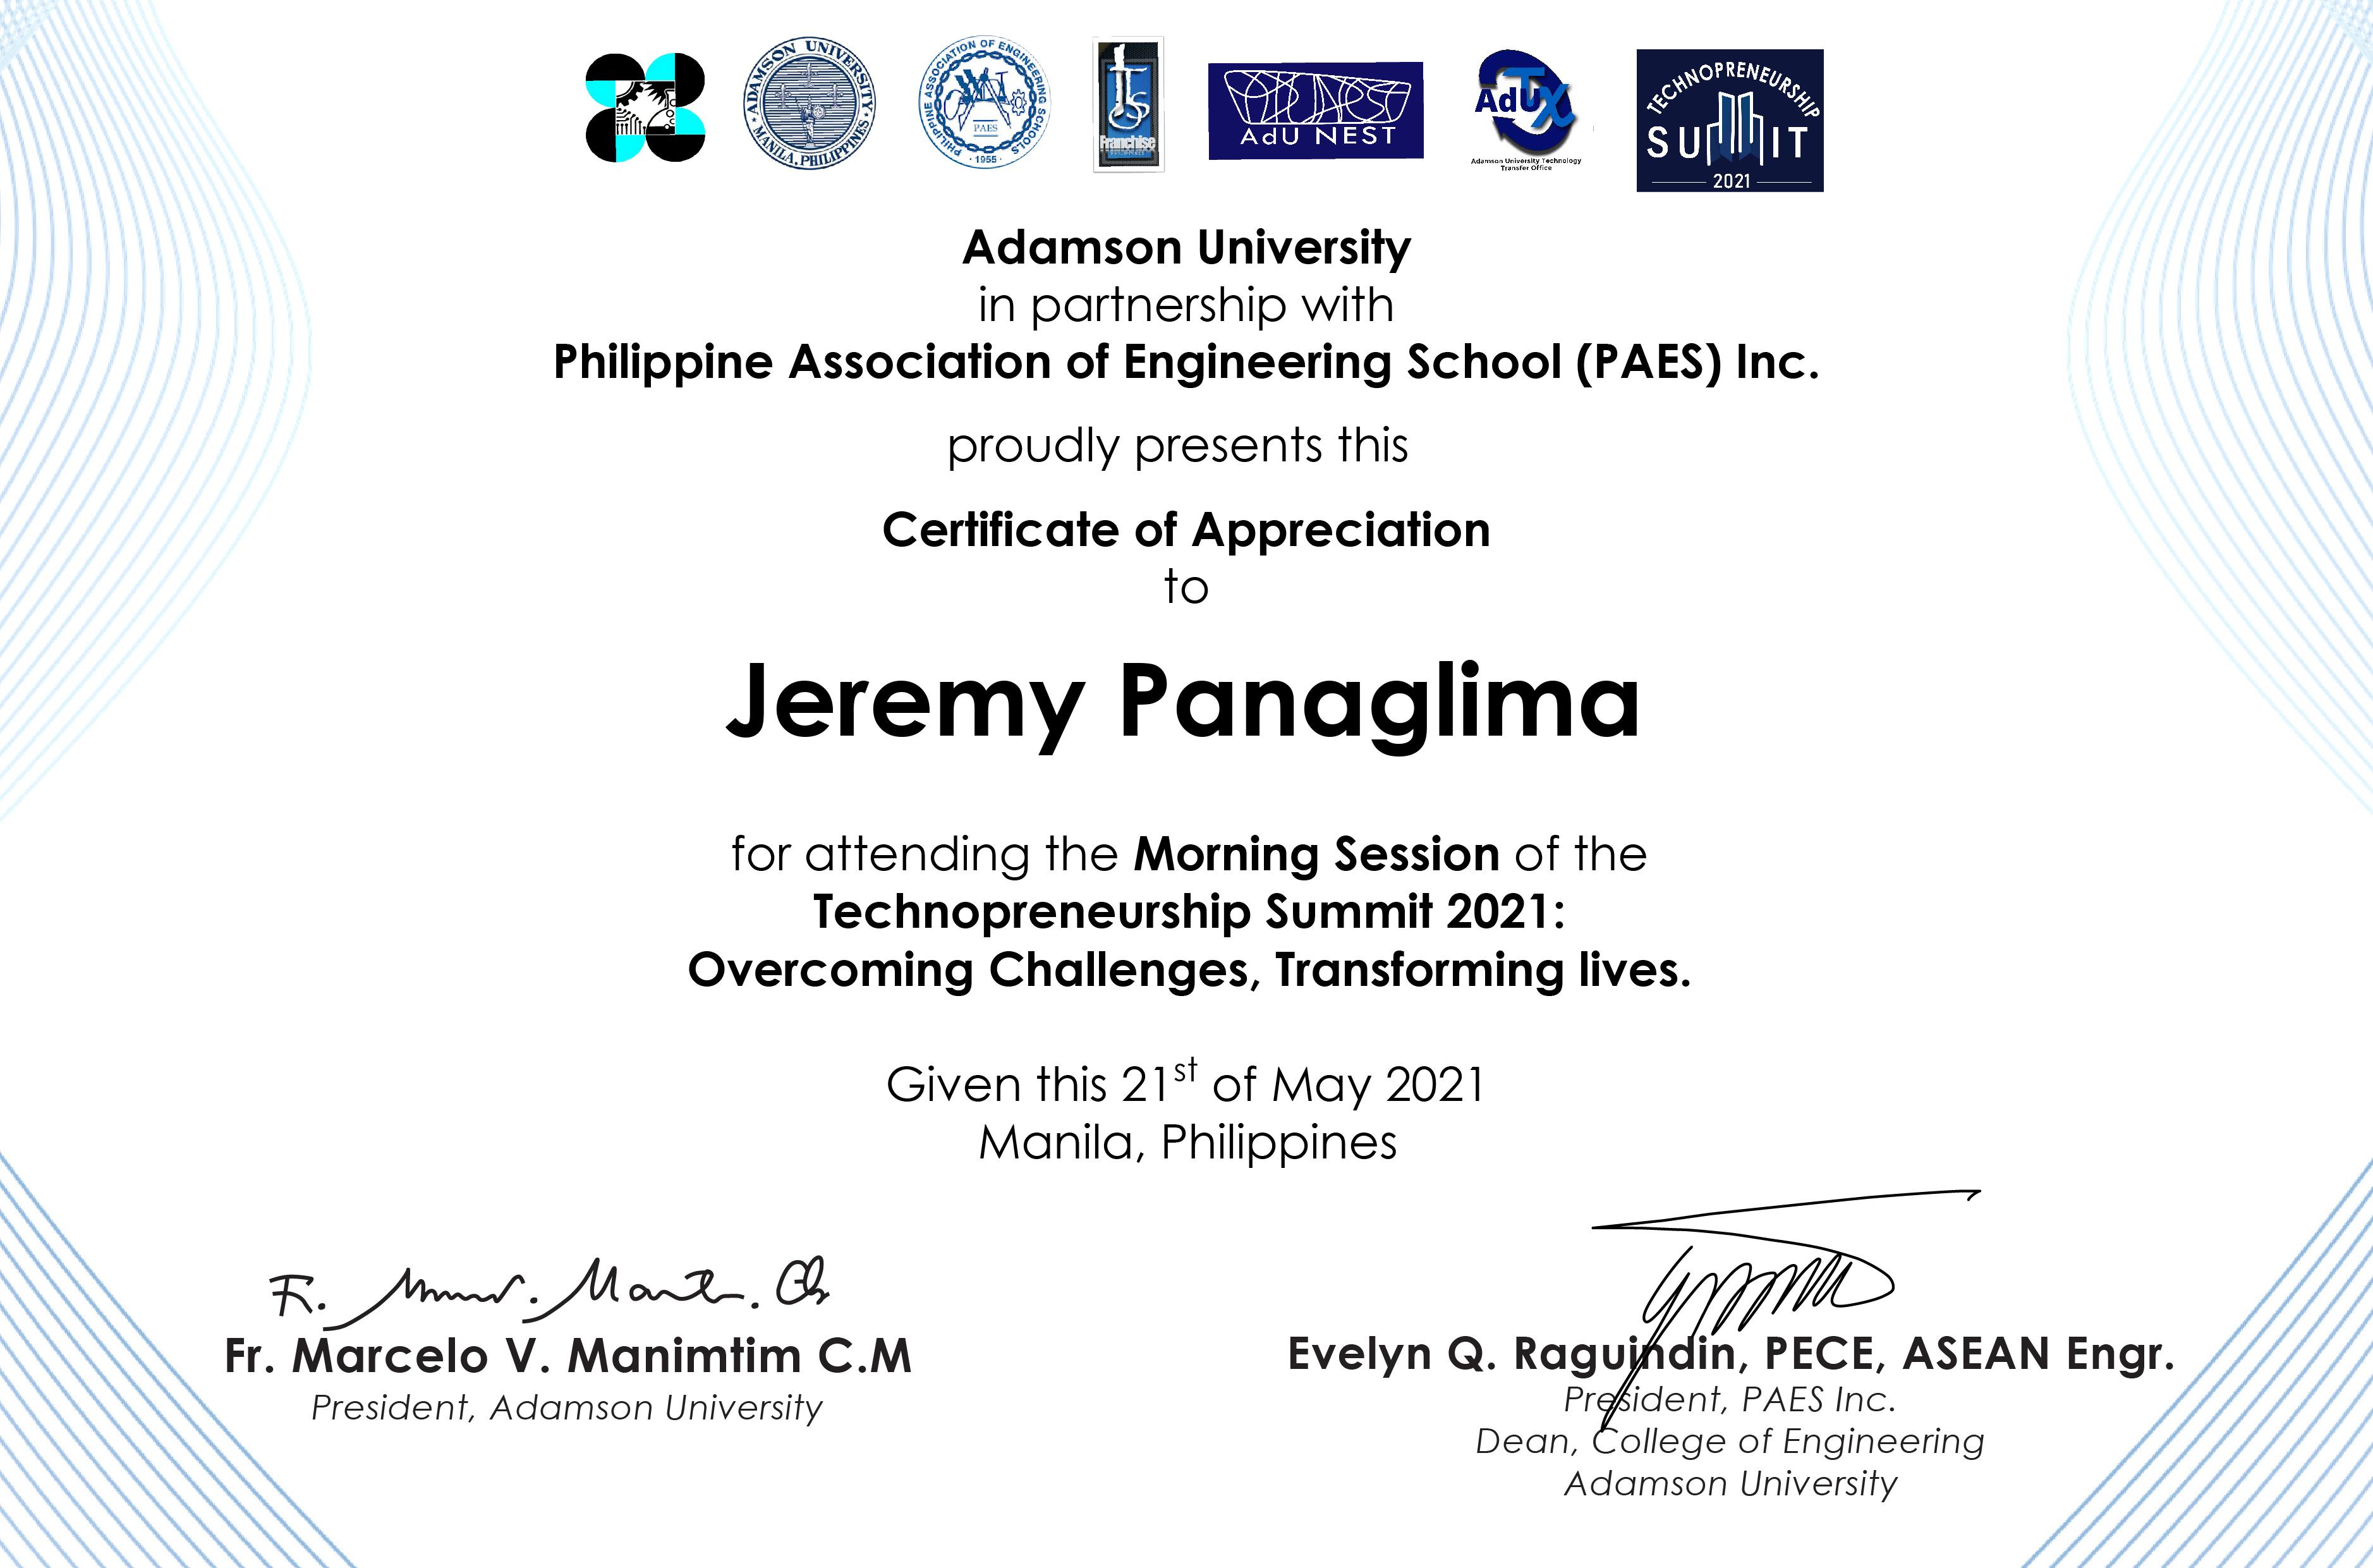 ADAMSON UNIVERSITY
MANILA, PHILIPPINES
PHILIPPINE ASSOCIATION OF ENGINEERING SCHOOLS
PAES
1955
Franchise
AdU NEST
AdUTX
Adamson University Technology
Transfer Office
TECHNOPRENEURSHIP
SUMMIT
2021
Adamson University
in partnership with
Philippine Association of Engineering School (PAES) Inc.
proudly presents this
Certificate of Appreciation
to
Jeremy Panaglima
for attending the Morning Session of the
Technopreneurship Summit 2021:
Overcoming Challenges, Transforming lives.
Given this 21st of May 2021
Manila, Philippines
Fr. Marcelo V. Manimtim C.M
President, Adamson University
Evelyn Q. Raguindin, PECE, ASEAN Engr.
President, PAES Inc.
Dean, College of Engineering
Adamson University